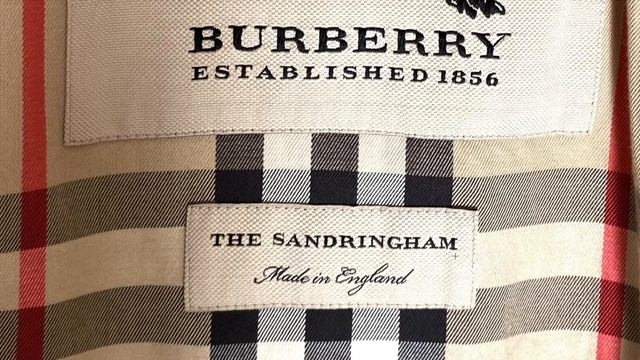 BURBERRY
ESTABLISHED 1856
THE SANDRINGHAM
Made in England